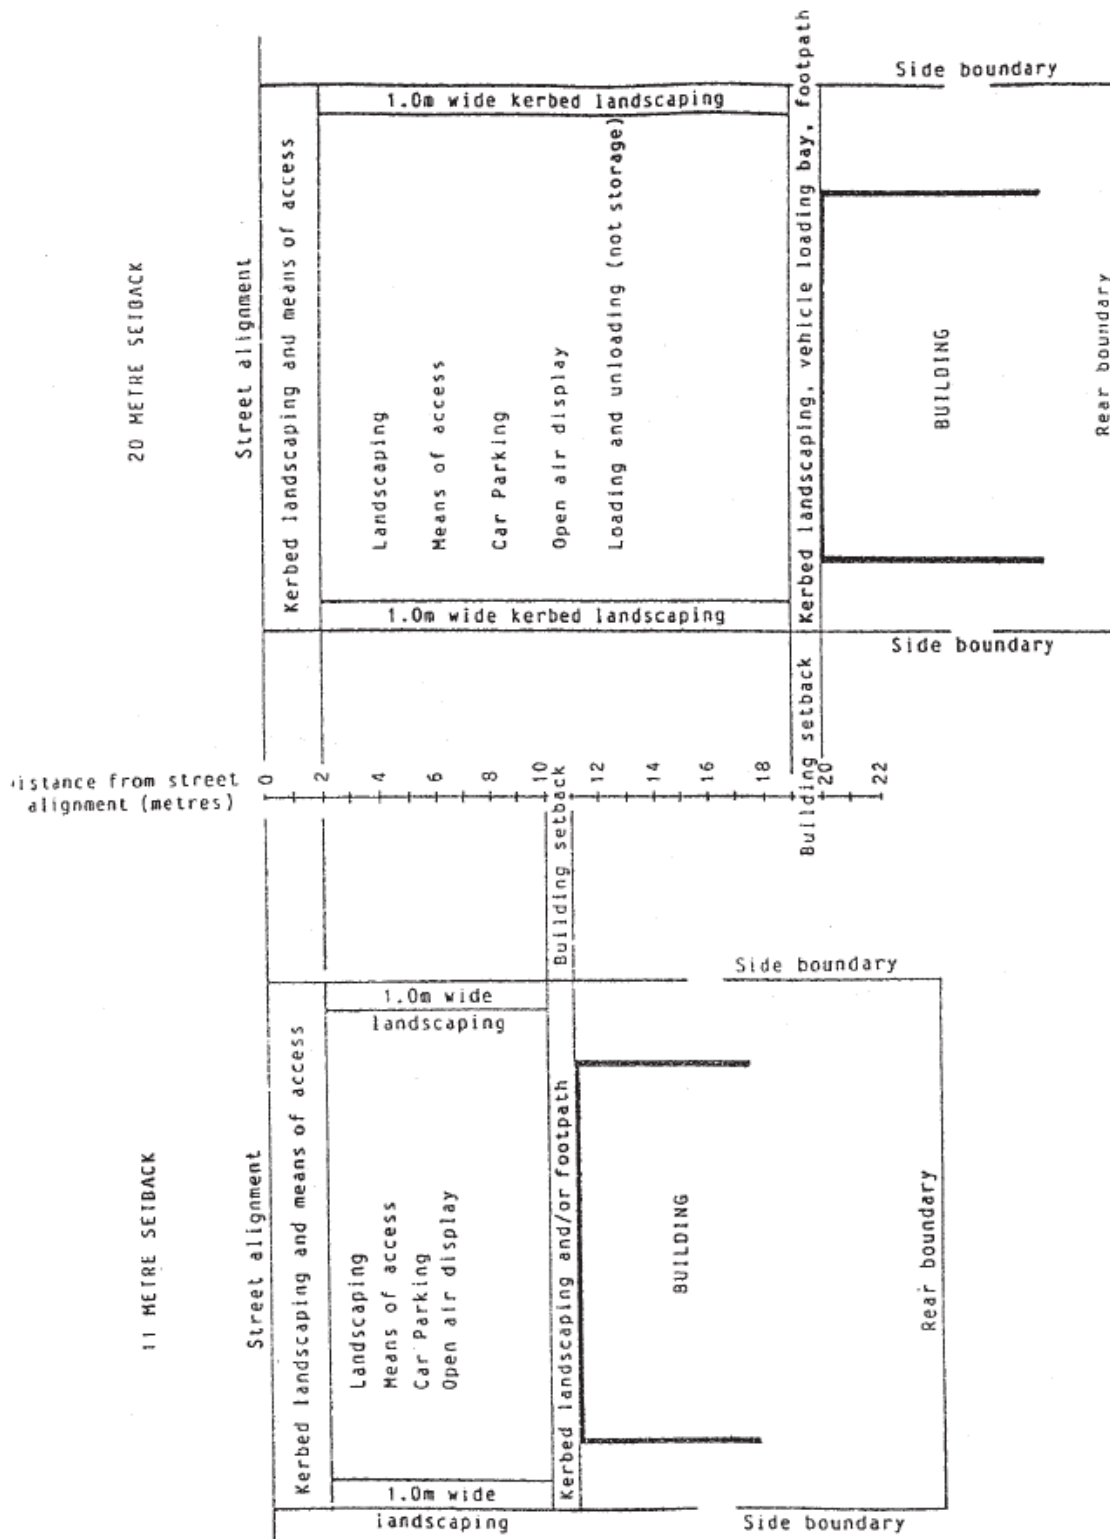 20 METRE SETBACK
Street alignment
Kerbed landscaping and means of access
1.0m wide kerbed landscaping
Landscaping
Means of access
Car Parking
Open air display
Loading and unloading (not storage)
1.0m wide kerbed landscaping
Kerbed landscaping, vehicle loading bay, footpath
Building setback
Side boundary
BUILDING
Rear boundary
Side boundary
istance from street
alignment (metres)
0
2
4
6
8
10
12
14
16
18
20
22
11 METRE SETBACK
Street alignment
Kerbed landscaping and means of access
1.0m wide
landscaping
Landscaping
Means of access
Car Parking
Open air display
1.0m wide
landscaping
Kerbed landscaping and/or footpath
Building setback
Side boundary
BUILDING
Rear boundary
Side boundary